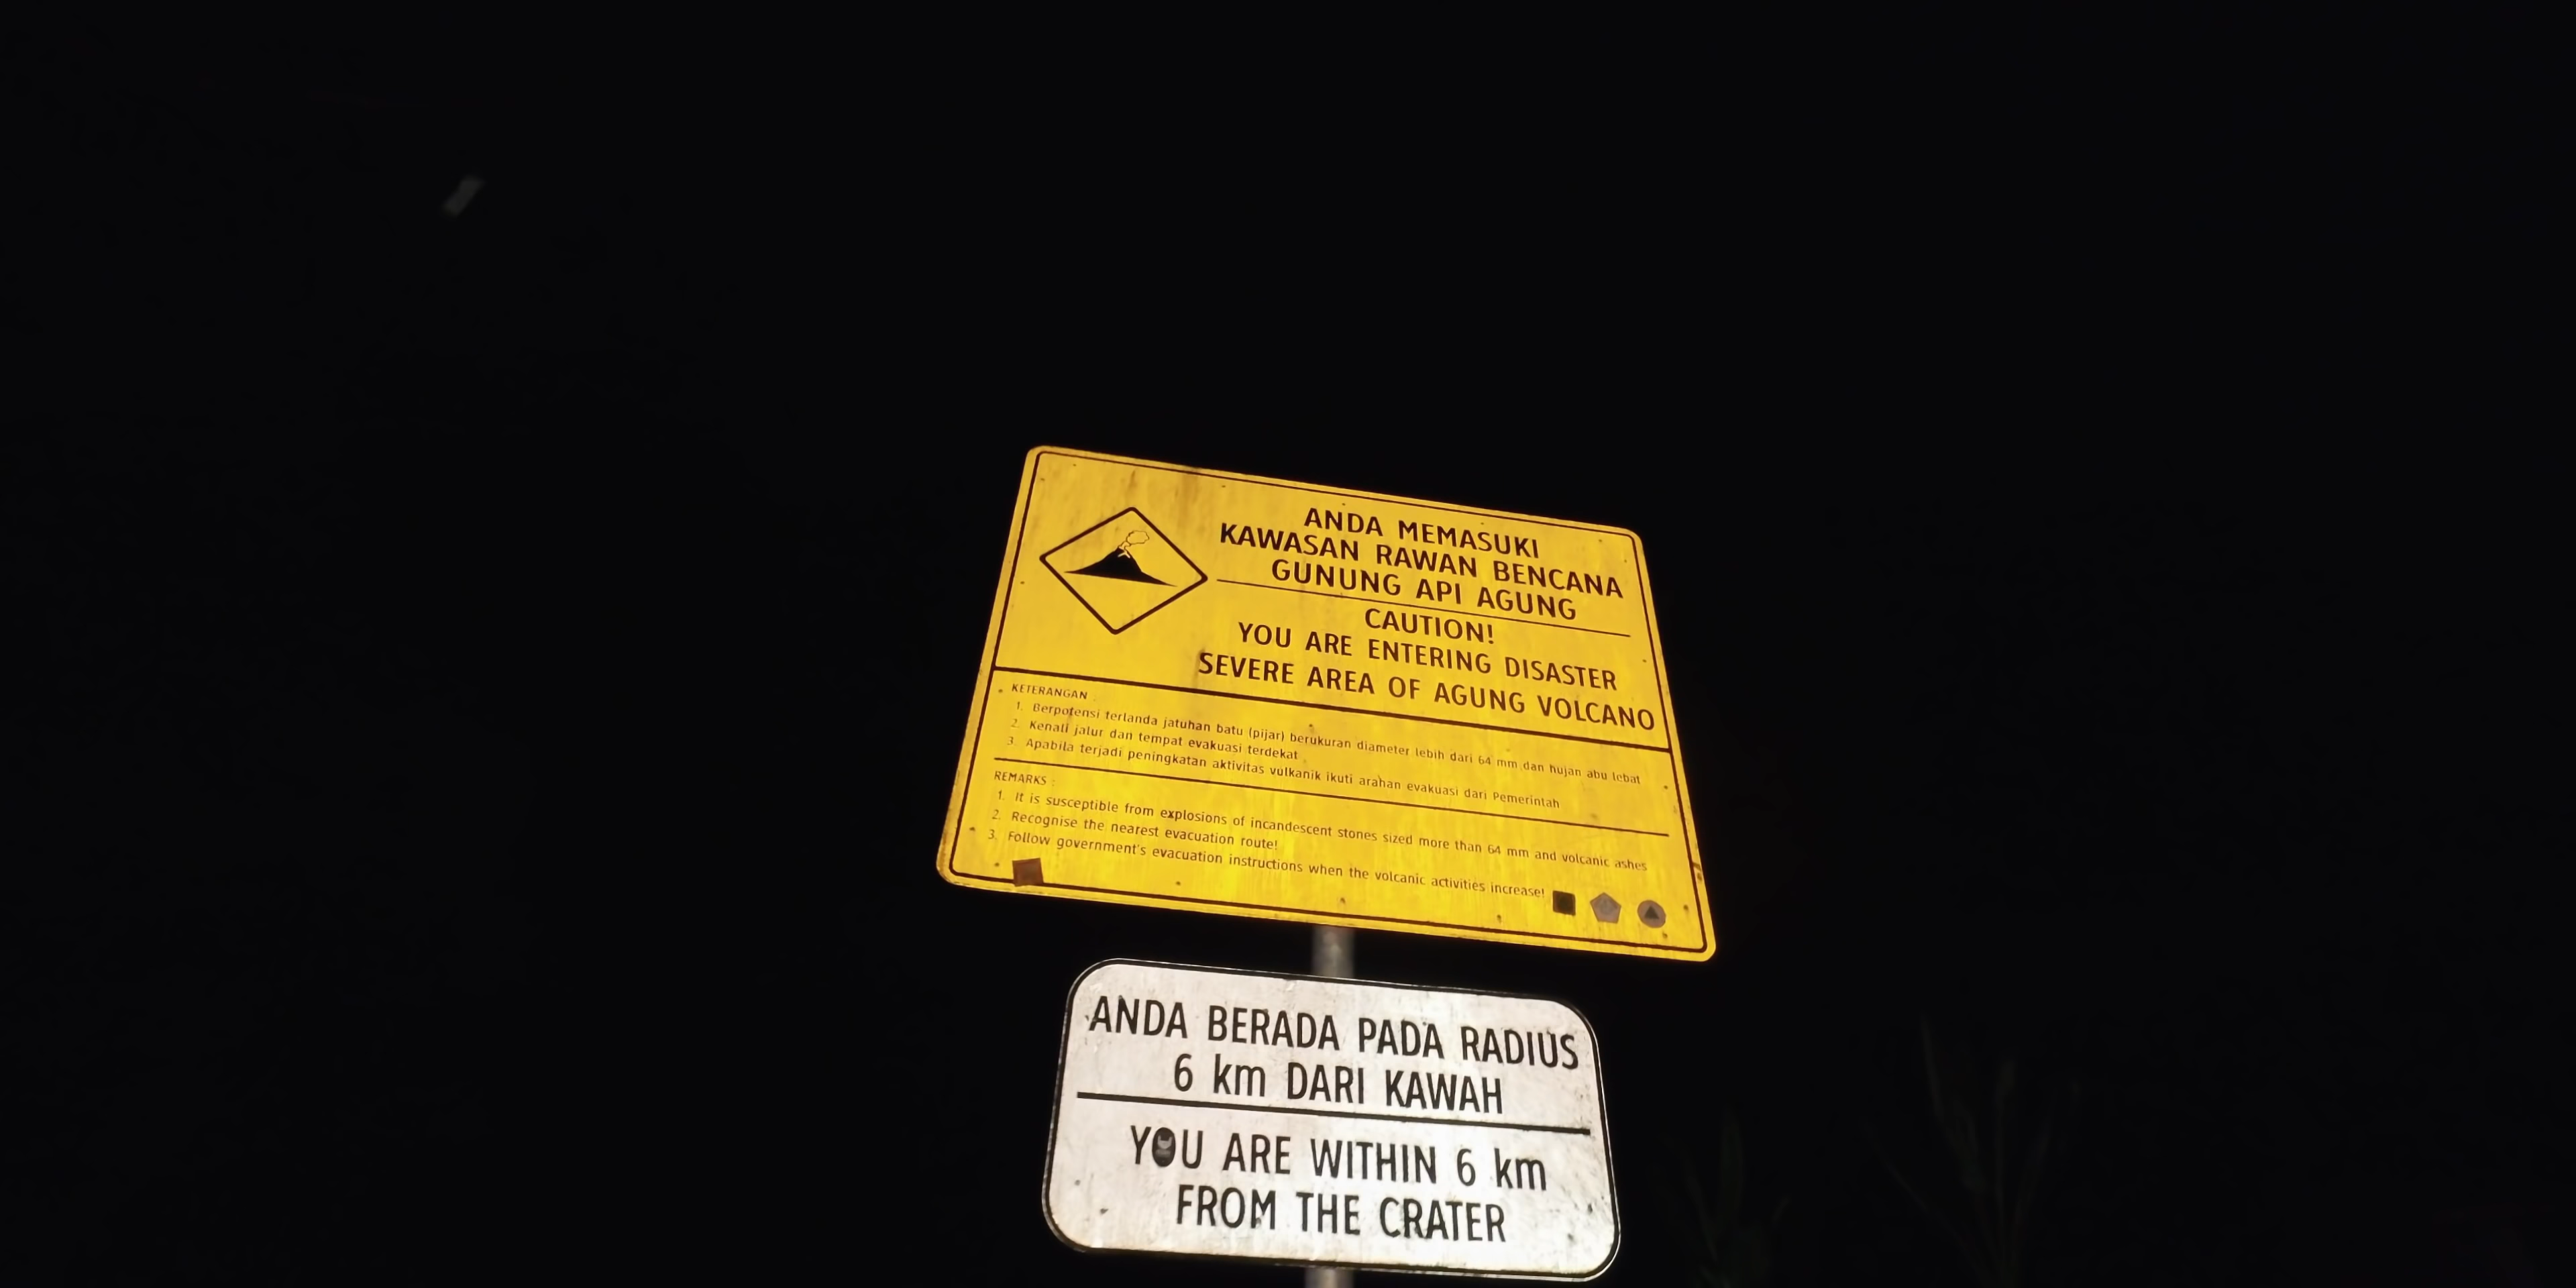 ANDA MEMASUKI
KAWASAN RAWAN BENCANA
GUNUNG API AGUNG
CAUTION!
YOU ARE ENTERING DISASTER
SEVERE AREA OF AGUNG VOLCANO
KETERANGAN :
1. Berpotensi terlanda jatuhan batu (pijar) berukuran diameter lebih dari 64 mm dan hujan abu lebat
2. Kenali jalur dan tempat evakuasi terdekat
3. Apabila terjadi peningkatan aktivitas vulkanik ikuti arahan evakuasi dari Pemerintah
REMARKS :
1. It is susceptible from explosions of incandescent stones sized more than 64 mm and volcanic ashes
2. Recognise the nearest evacuation route!
3. Follow government's evacuation instructions when the volcanic activities increase!
ANDA BERADA PADA RADIUS
6 km DARI KAWAH
YOU ARE WITHIN 6 km
FROM THE CRATER